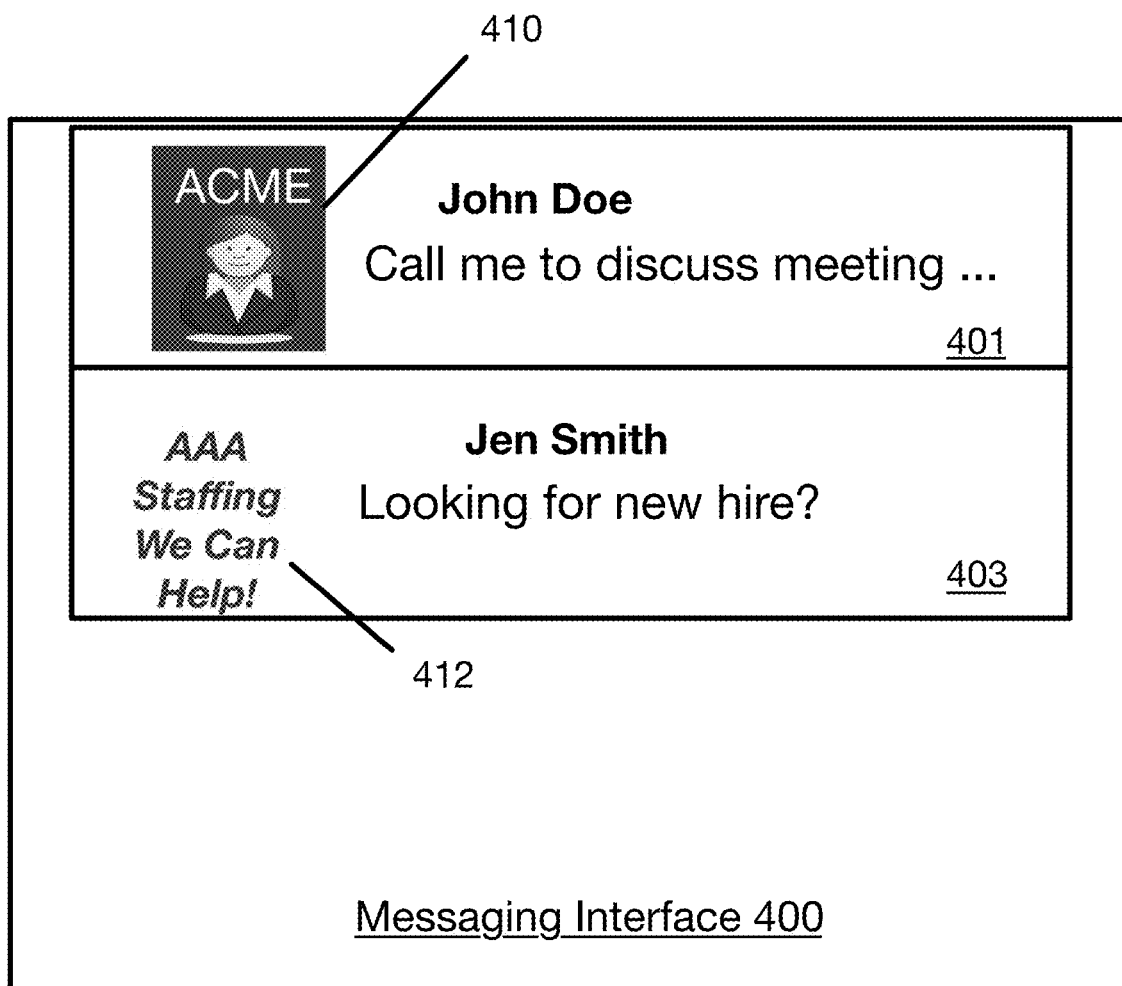 410
ACME
John Doe
Call me to discuss meeting ...
401
AAA
Staffing
We Can
Help!
Jen Smith
Looking for new hire?
403
412
Messaging Interface 400